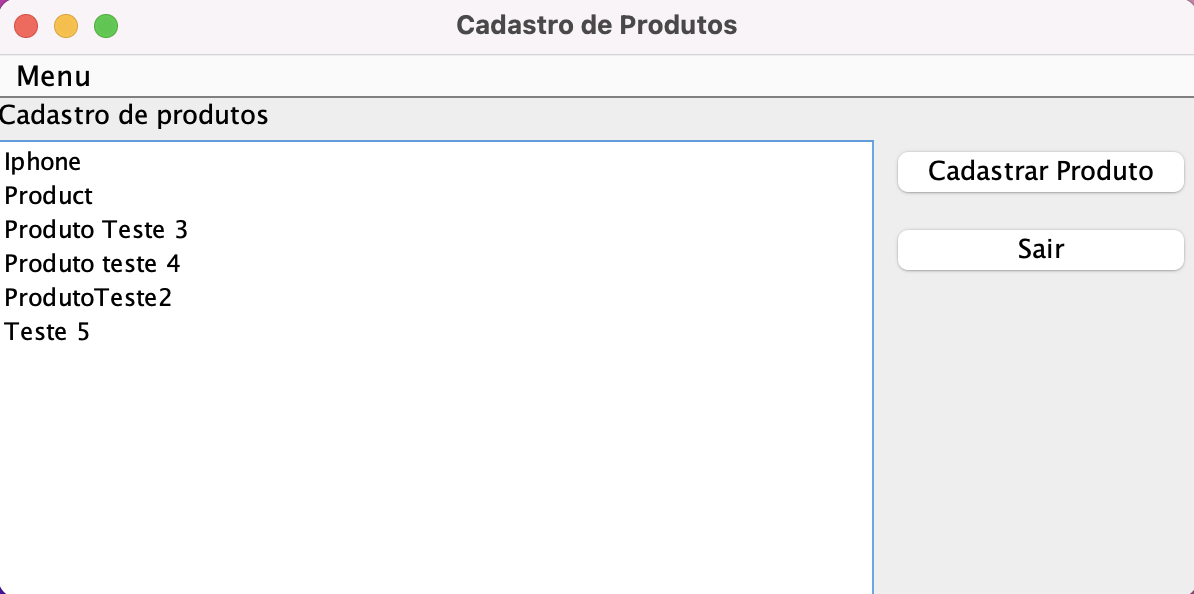 Cadastro de Produtos
Menu
Cadastro de produtos
Iphone
Product
Produto Teste 3
Produto teste 4
ProdutoTeste2
Teste 5
Cadastrar Produto
Sair